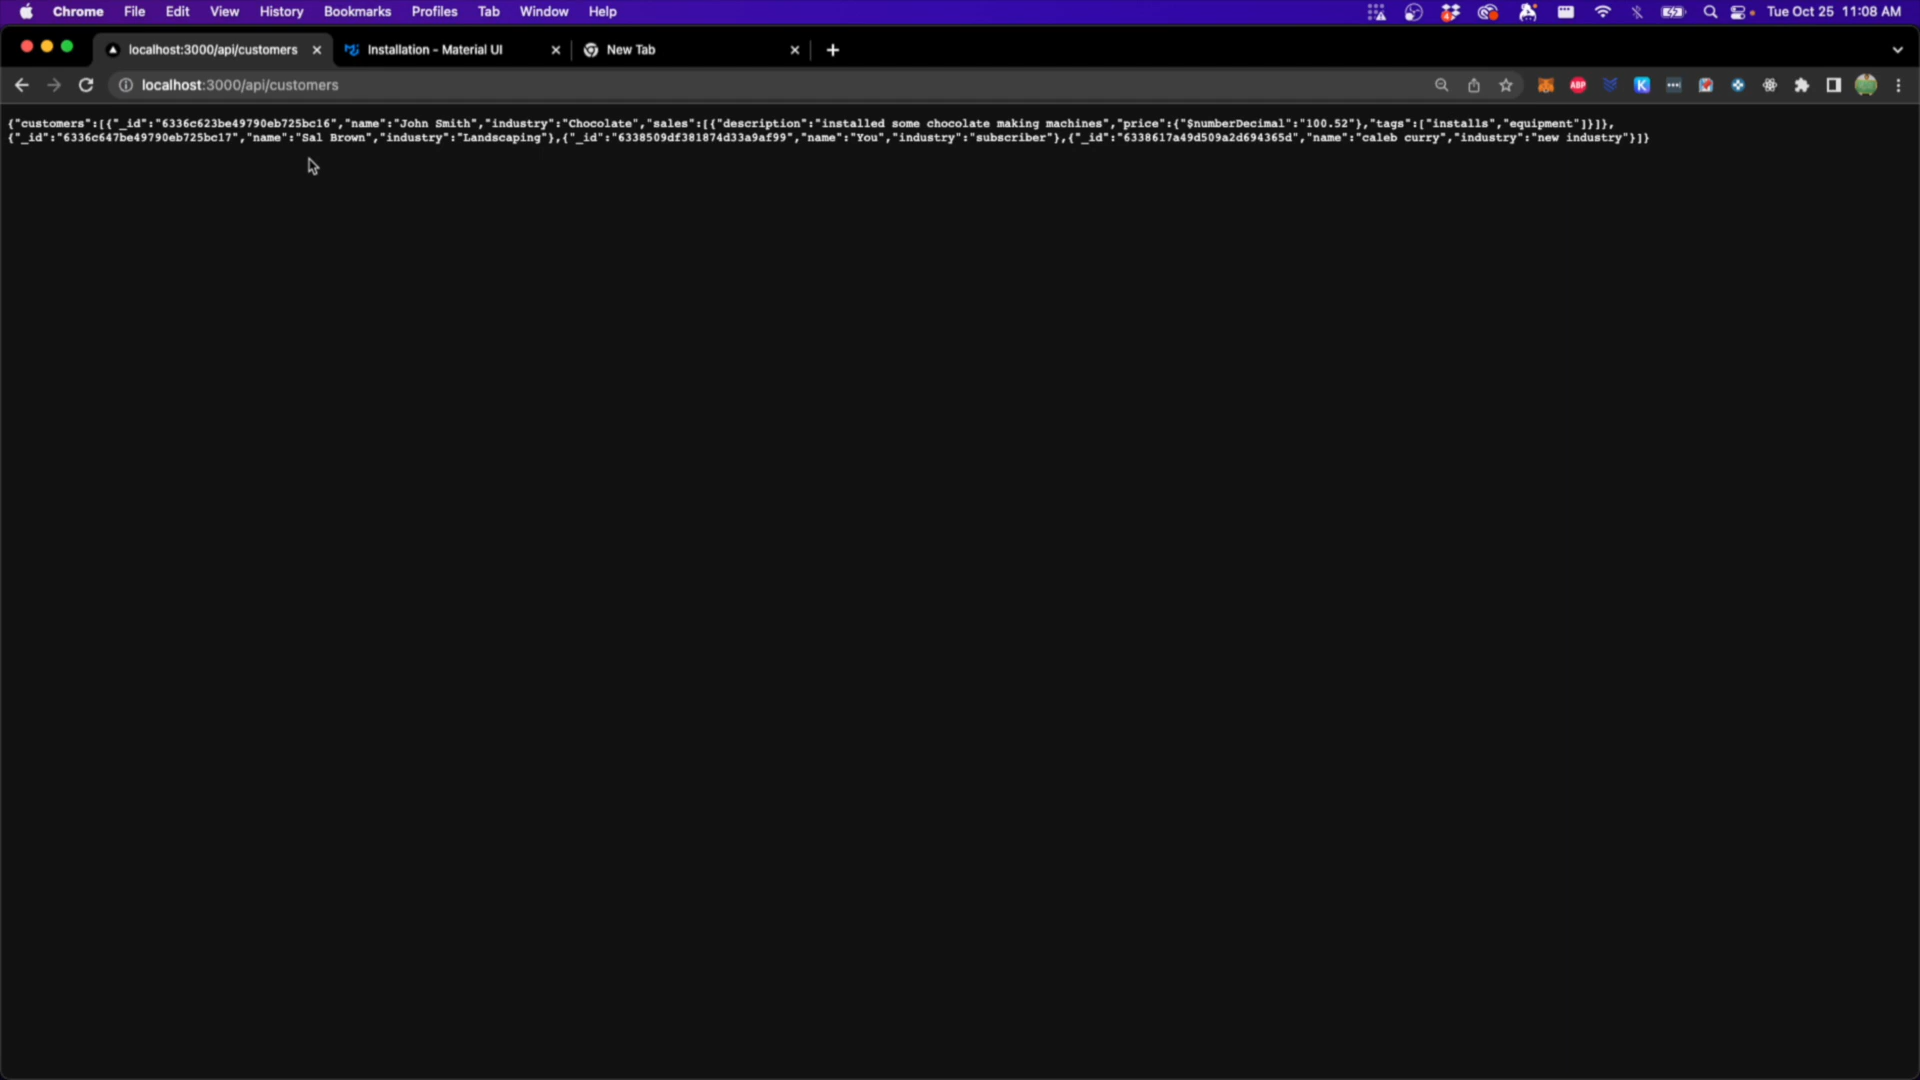 Chrome File Edit View History Bookmarks Profiles Tab Window Help Tue Oct 25 11:08 AM
localhost:3000/api/customers Installation - Material UI New Tab
localhost:3000/api/customers
{"customers":[{"_id":"6336c623be49790eb725bc16","name":"John Smith","industry":"Chocolate","sales":[{"description":"installed some chocolate making machines","price":{"$numberDecimal":"100.52"},"tags":["installs","equipment"]}]},
{"_id":"6336c647be49790eb725bc17","name":"Sal Brown","industry":"Landscaping"},{"_id":"6338509df381874d33a9af99","name":"You","industry":"subscriber"},{"_id":"6338617a49d509a2d694365d","name":"caleb curry","industry":"new industry"}]}